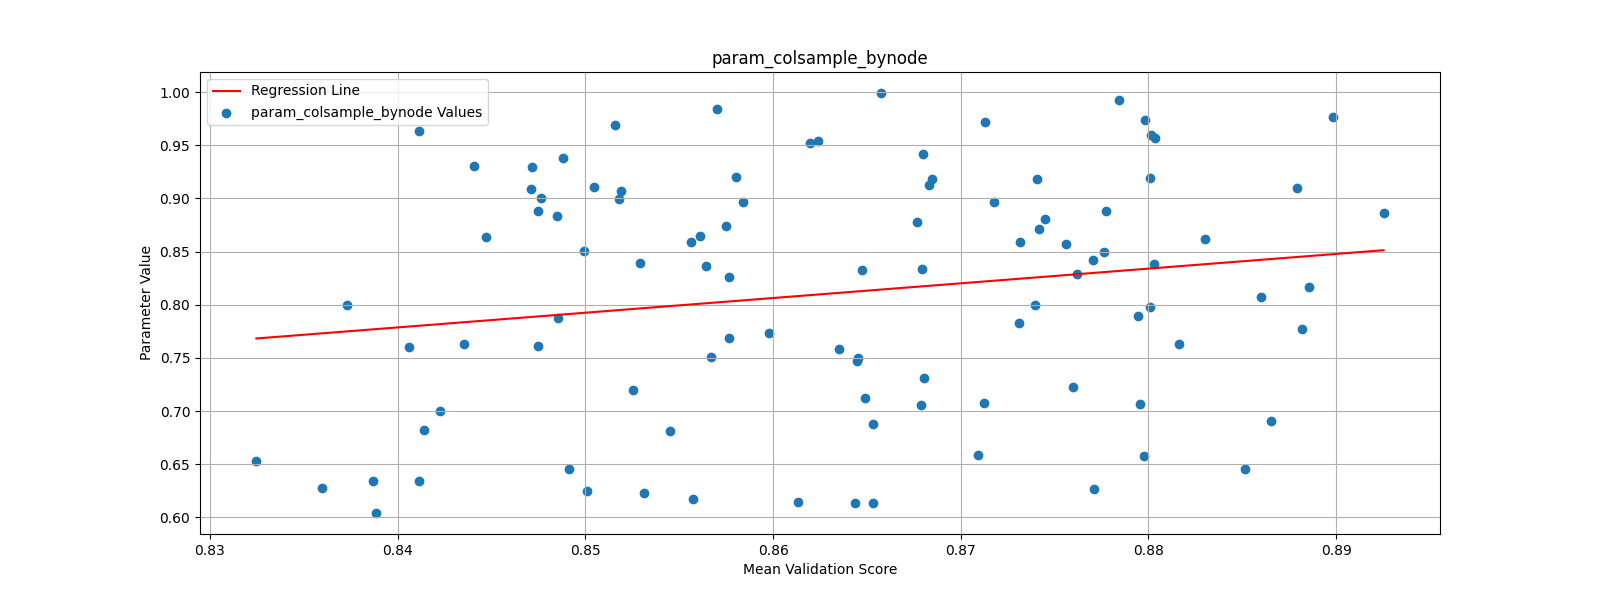 param_colsample_bynode
Regression Line
param_colsample_bynode Values
Parameter Value
1.00
0.95
0.90
0.85
0.80
0.75
0.70
0.65
0.60
0.83 0.84 0.85 0.86 0.87 0.88 0.89
Mean Validation Score